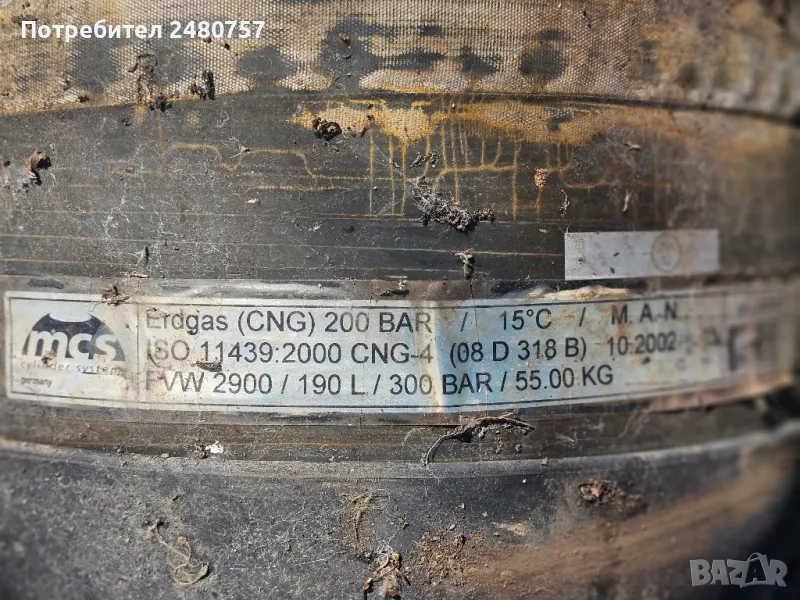 Потребител 2480757
mcs
cylinder systems
germany
Erdgas (CNG) 200 BAR / 15°C / M.A.N
ISO 11439:2000 CNG-4 (08 D 318 B) 10.2002
2900 / 190 L / 300 BAR / 55.00 KG
BAZAR